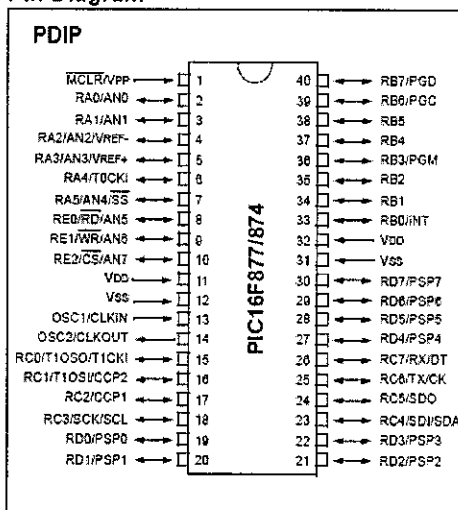 Pin Diagram
PDIP
MCLR/VPP 1
RA0/AN0 2
RA1/AN1 3
RA2/AN2/VREF- 4
RA3/AN3/VREF+ 5
RA4/T0CKI 6
RA5/AN4/SS 7
RE0/RD/AN5 8
RE1/WR/AN6 9
RE2/CS/AN7 10
VDD 11
VSS 12
OSC1/CLKIN 13
OSC2/CLKOUT 14
RC0/T1OSO/T1CKI 15
RC1/T1OSI/CCP2 16
RC2/CCP1 17
RC3/SCK/SCL 18
RD0/PSP0 19
RD1/PSP1 20
PIC16F877/874
40 RB7/PGD
39 RB6/PGC
38 RB5
37 RB4
36 RB3/PGM
35 RB2
34 RB1
33 RB0/INT
32 VDD
31 VSS
30 RD7/PSP7
29 RD6/PSP6
28 RD5/PSP5
27 RD4/PSP4
26 RC7/RX/DT
25 RC6/TX/CK
24 RC5/SDO
23 RC4/SDI/SDA
22 RD3/PSP3
21 RD2/PSP2